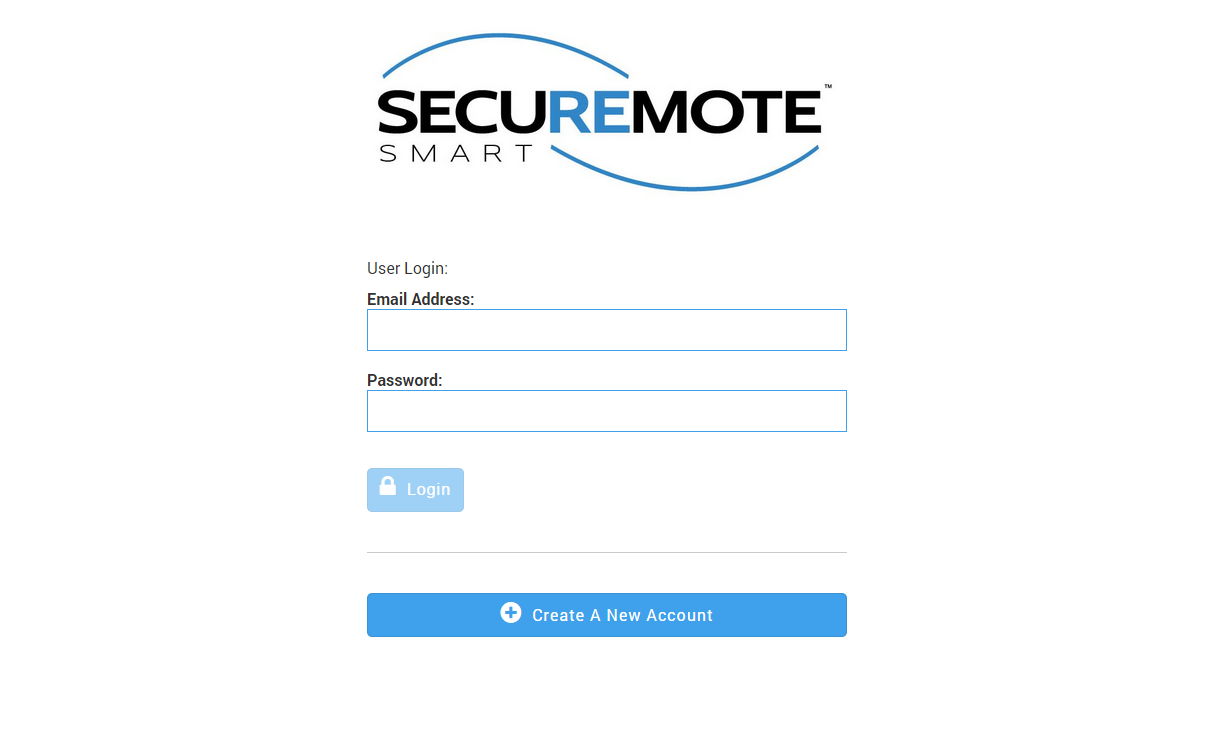 SECUREMOTE™
SMART
User Login:
Email Address:
Password:
Login
Create A New Account